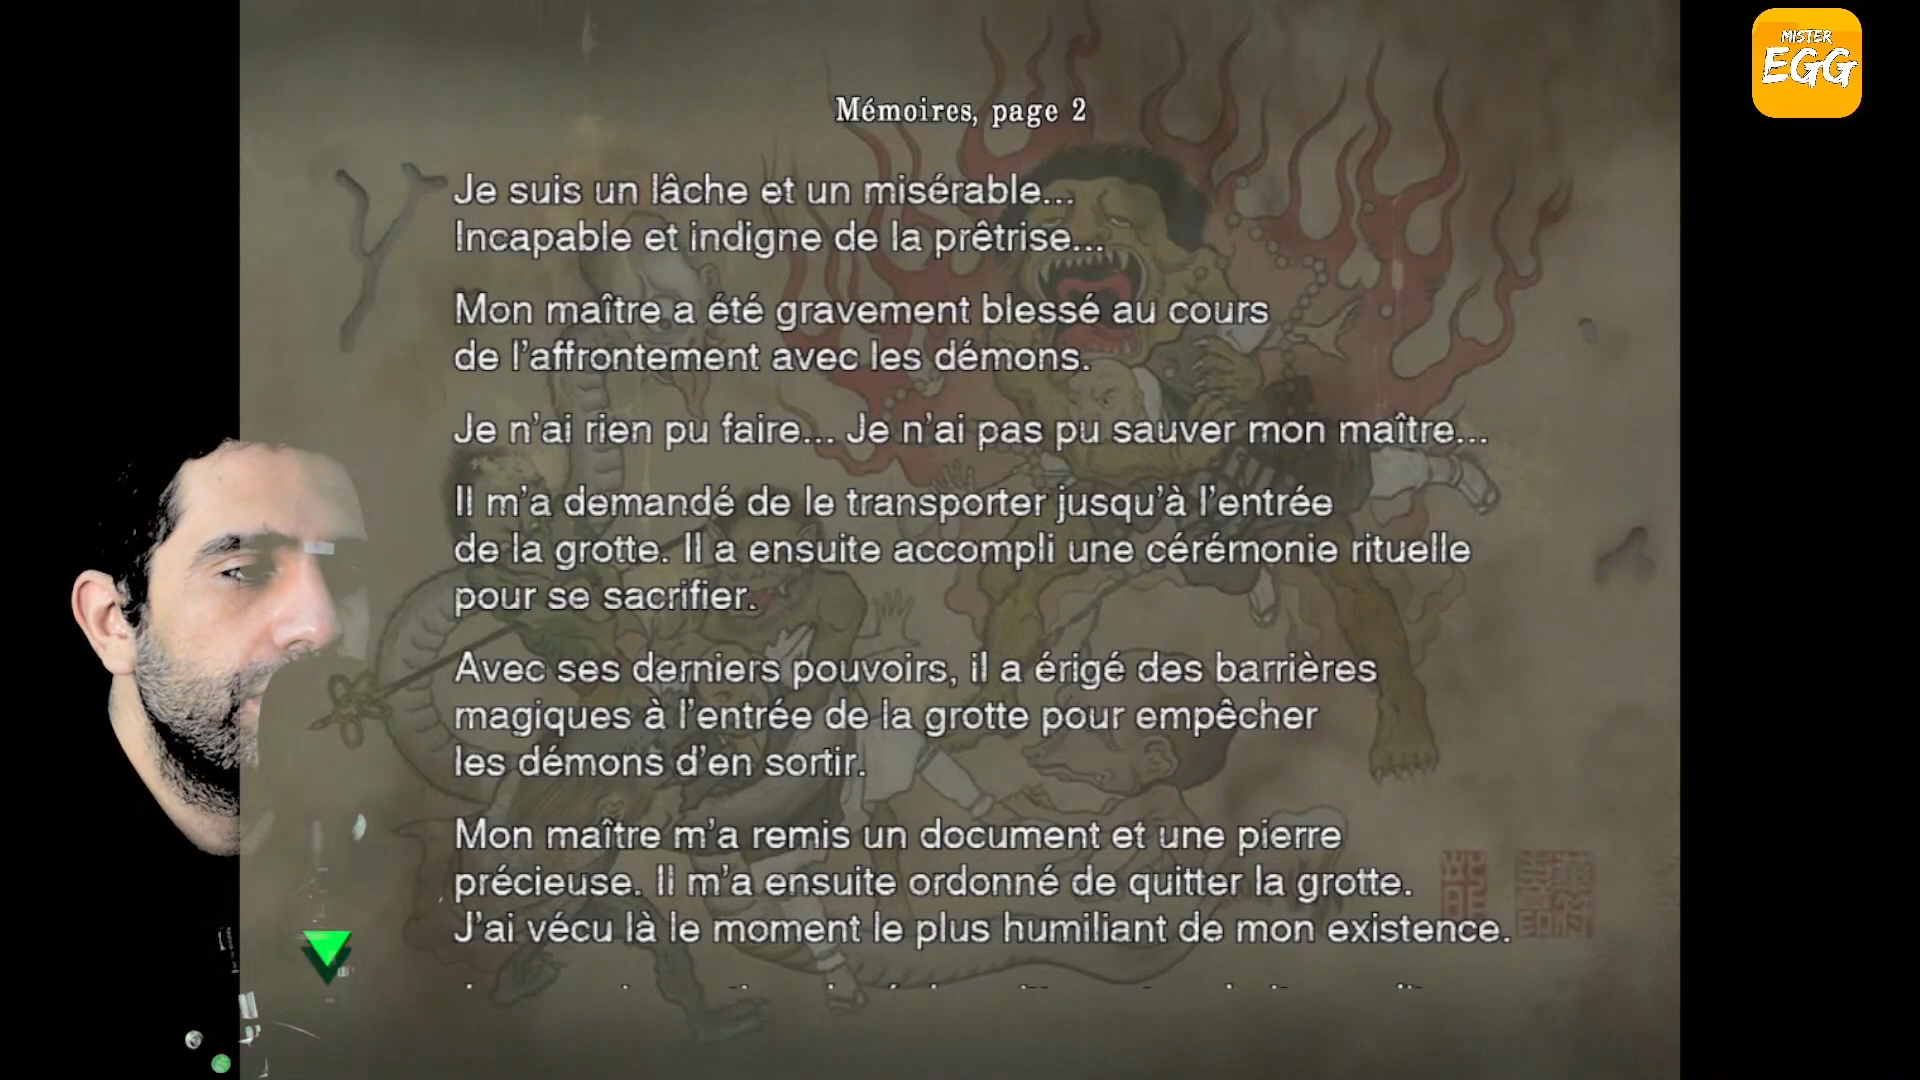 MISTER
EGG
Mémoires, page 2
Je suis un lâche et un misérable...
Incapable et indigne de la prêtrise...
Mon maître a été gravement blessé au cours
de l'affrontement avec les démons.
Je n'ai rien pu faire... Je n'ai pas pu sauver mon maître...
Il m'a demandé de le transporter jusqu'à l'entrée
de la grotte. Il a ensuite accompli une cérémonie rituelle
pour se sacrifier.
Avec ses derniers pouvoirs, il a érigé des barrières
magiques à l'entrée de la grotte pour empêcher
les démons d'en sortir.
Mon maître m'a remis un document et une pierre
précieuse. Il m'a ensuite ordonné de quitter la grotte.
J'ai vécu là le moment le plus humiliant de mon existence.